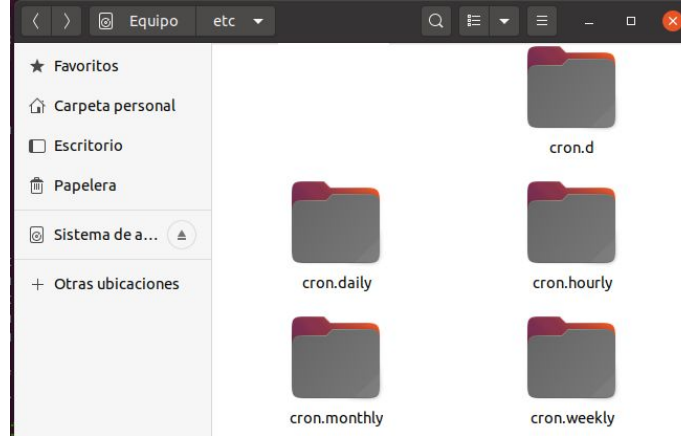 Equipo etc
Favoritos
Carpeta personal
Escritorio
Papelera
Sistema de a...
+ Otras ubicaciones
cron.d
cron.daily cron.hourly
cron.monthly cron.weekly